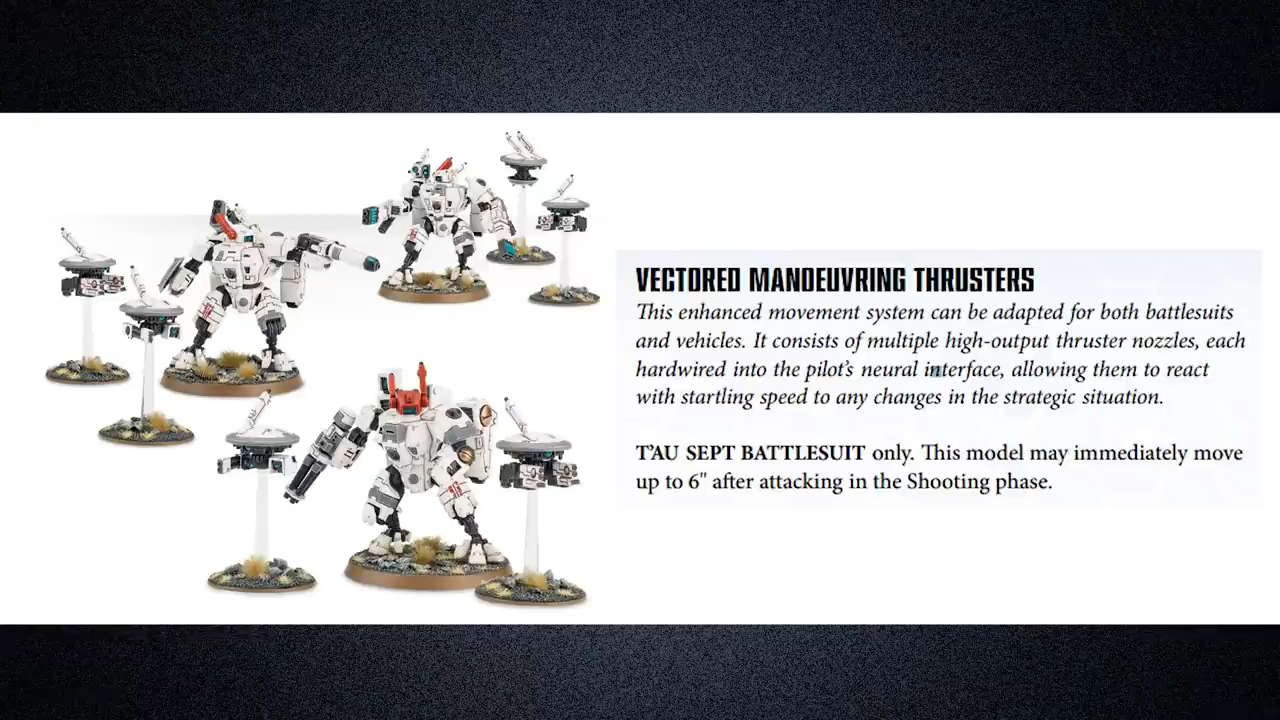 VECTORED MANOEUVRING THRUSTERS
This enhanced movement system can be adapted for both battlesuits
and vehicles. It consists of multiple high-output thruster nozzles, each
hardwired into the pilot's neural interface, allowing them to react
with startling speed to any changes in the strategic situation.
T'AU SEPT BATTLESUIT only. This model may immediately move
up to 6" after attacking in the Shooting phase.